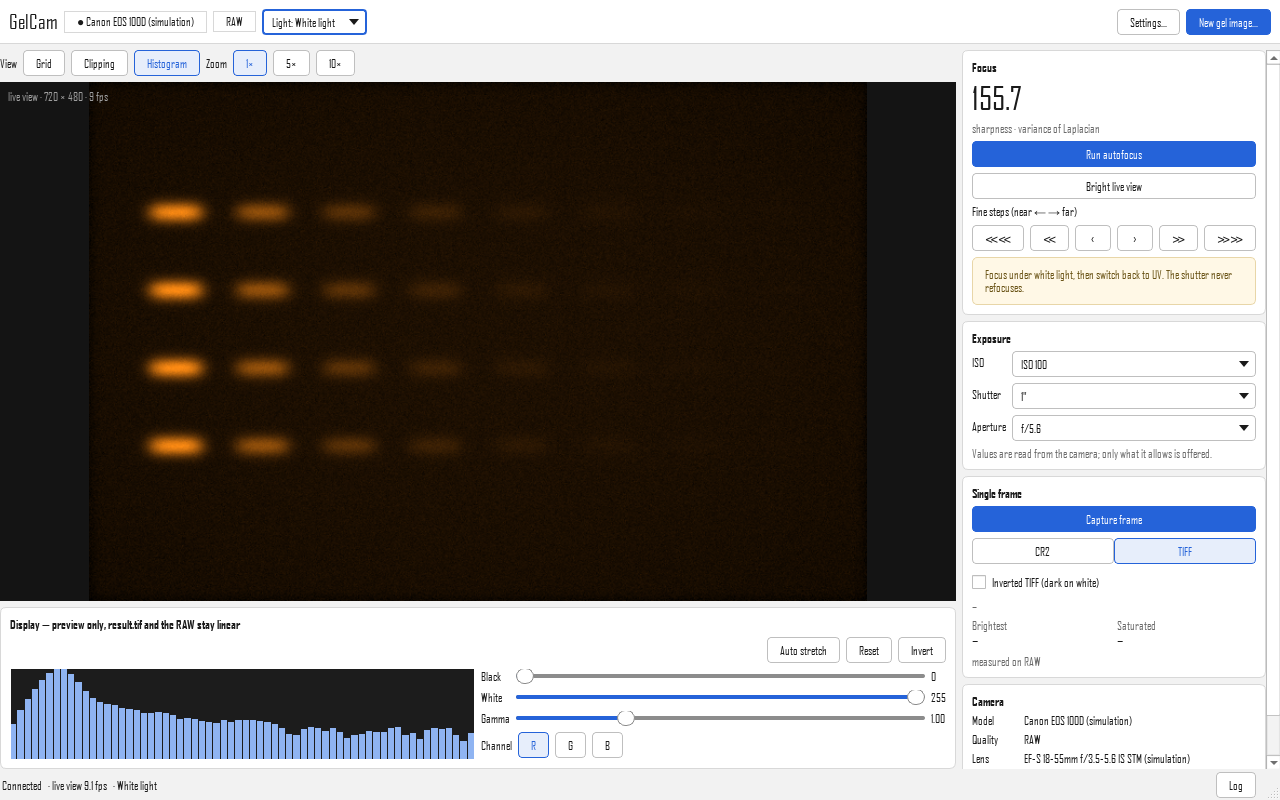 GelCam ● Canon EOS 100D (simulation) RAW Light: White light Settings... New gel image...
View Grid Clipping Histogram Zoom 1× 5× 10×
live view · 720 × 480 · 9 fps
Focus
155.7
sharpness · variance of Laplacian
Run autofocus
Bright live view
Fine steps (near ←─ ─→ far)
<<< << ‹ › >> >>>
Focus under white light, then switch back to UV. The shutter never
refocuses.
Exposure
ISO ISO 100
Shutter 1"
Aperture f/5.6
Values are read from the camera; only what it allows is offered.
Single frame
Capture frame
CR2 TIFF
Inverted TIFF (dark on white)
–
Brightest Saturated
– –
measured on RAW
Camera
Model Canon EOS 100D (simulation)
Quality RAW
Lens EF-S 18-55mm f/3.5-5.6 IS STM (simulation)
Display — preview only, result.tif and the RAW stay linear
Auto stretch Reset Invert
Black 0
White 255
Gamma 1.00
Channel R G B
Connected · live view 9.1 fps · White light Log